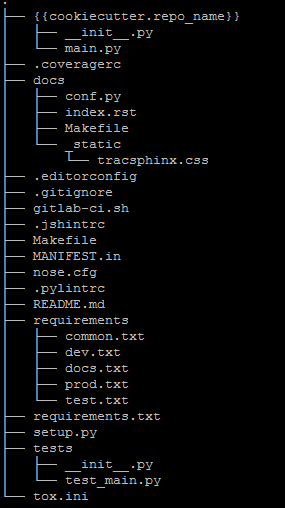 .
├── {{cookiecutter.repo_name}}
│   ├── __init__.py
│   └── main.py
├── .coveragerc
├── docs
│   ├── conf.py
│   ├── index.rst
│   ├── Makefile
│   └── _static
│       └── tracsphinx.css
├── .editorconfig
├── .gitignore
├── gitlab-ci.sh
├── .jshintrc
├── Makefile
├── MANIFEST.in
├── nose.cfg
├── .pylintrc
├── README.md
├── requirements
│   ├── common.txt
│   ├── dev.txt
│   ├── docs.txt
│   ├── prod.txt
│   └── test.txt
├── requirements.txt
├── setup.py
├── tests
│   ├── __init__.py
│   └── test_main.py
└── tox.ini